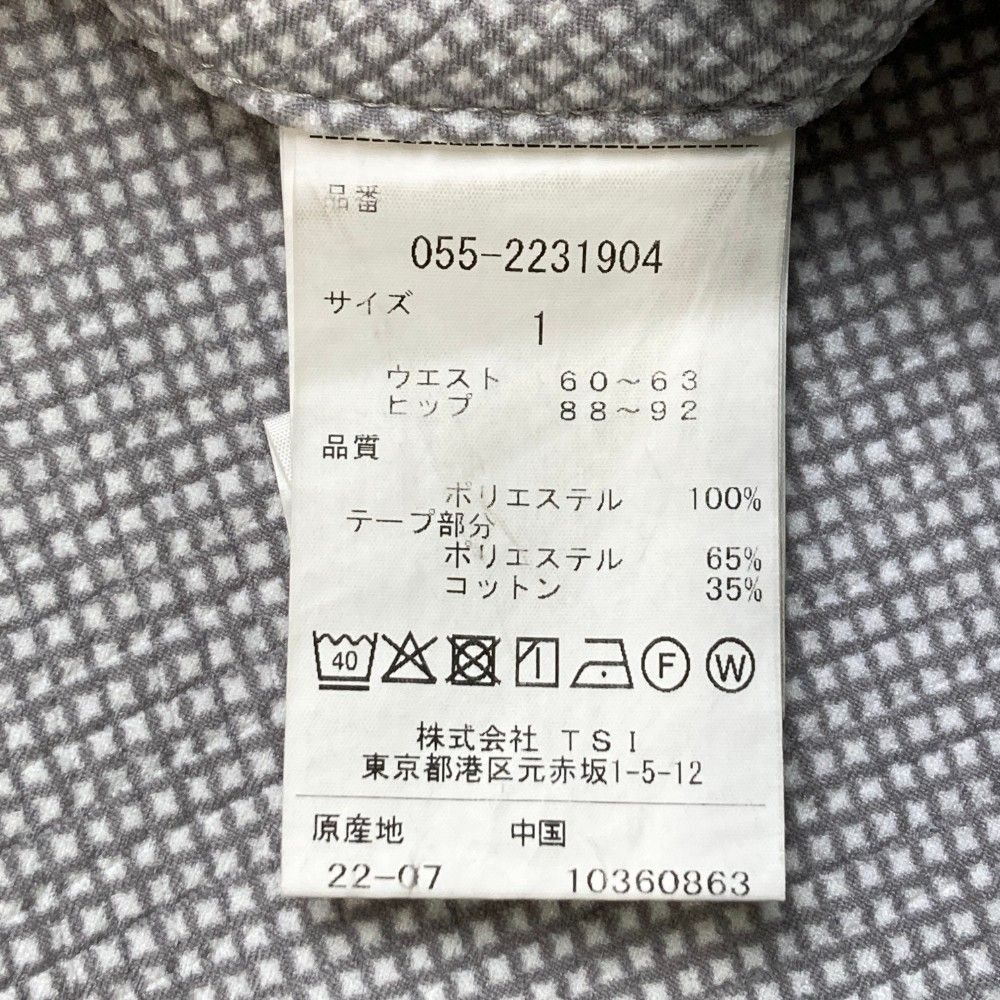 品番
055-2231904
サイズ
1
ウエスト 60～63
ヒップ 88～92
品質
ポリエステル 100%
テープ部分
ポリエステル 65%
コットン 35%
40 F W
株式会社 TSI
東京都港区元赤坂1-5-12
原産地 中国
22-07 10360863